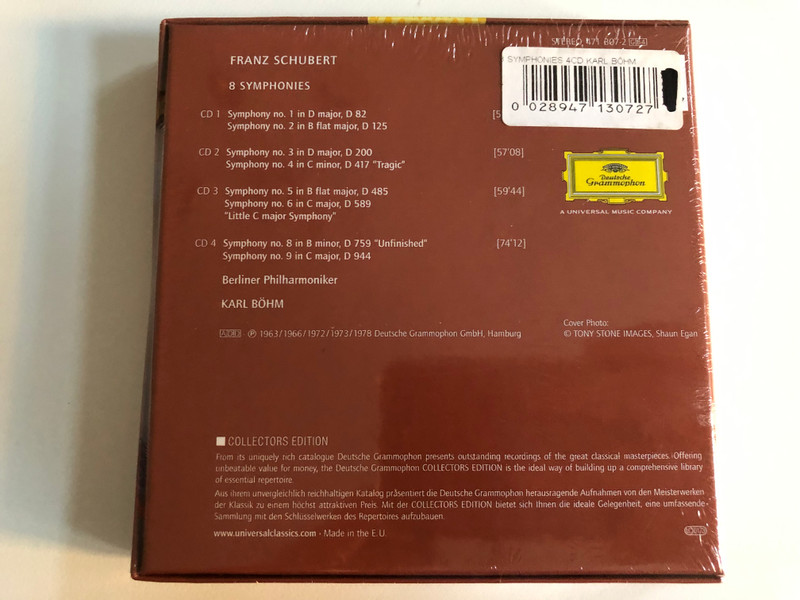 STEREO 471 307-2
FRANZ SCHUBERT
8 SYMPHONIES
SYMPHONIES 4CD KARL BÖHM
0 028947 130727
CD 1 Symphony no. 1 in D major, D 82
Symphony no. 2 in B flat major, D 125
CD 2 Symphony no. 3 in D major, D 200 [57'08]
Symphony no. 4 in C minor, D 417 "Tragic"
CD 3 Symphony no. 5 in B flat major, D 485 [59'44]
Symphony no. 6 in C major, D 589
"Little C major Symphony"
CD 4 Symphony no. 8 in B minor, D 759 "Unfinished" [74'12]
Symphony no. 9 in C major, D 944
Deutsche
Grammophon
A UNIVERSAL MUSIC COMPANY
Berliner Philharmoniker
KARL BÖHM
ADD ℗ 1963/1966/1972/1973/1978 Deutsche Grammophon GmbH, Hamburg
Cover Photo:
© TONY STONE IMAGES, Shaun Egan
COLLECTORS EDITION
From its uniquely rich catalogue Deutsche Grammophon presents outstanding recordings of the great classical masterpieces. Offering
unbeatable value for money, the Deutsche Grammophon COLLECTORS EDITION is the ideal way of building up a comprehensive library
of essential repertoire.
Aus ihrem unvergleichlich reichhaltigen Katalog präsentiert die Deutsche Grammophon herausragende Aufnahmen von den Meisterwerken
der Klassik zu einem höchst attraktiven Preis. Mit der COLLECTORS EDITION bietet sich Ihnen die ideale Gelegenheit, eine umfassende
Sammlung mit den Schlüsselwerken des Repertoires aufzubauen.
www.universalclassics.com - Made in the E.U.